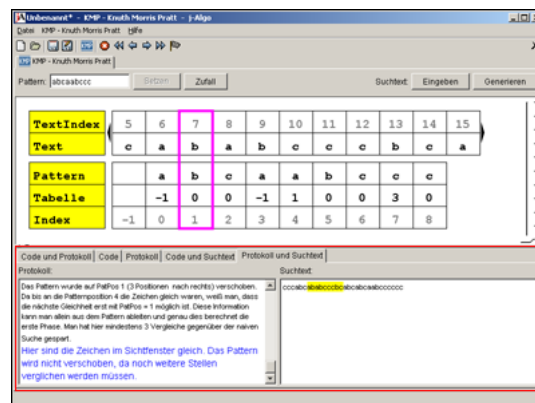 Unbenannt* - KMP - Knuth Morris Pratt - j-Algo
Datei KMP - Knuth Morris Pratt Hilfe
KMP - Knuth Morris Pratt
Pattern: abcaabccc Setzen Zufall Suchtext: Eingeben Generieren
TextIndex 5 6 7 8 9 10 11 12 13 14 15
Text c a b a b c c c b c a
Pattern a b c a a b c c c
Tabelle -1 0 0 -1 1 0 0 3 0
Index -1 0 1 2 3 4 5 6 7 8
Code und Protokoll Code Protokoll Code und Suchtext Protokoll und Suchtext
Protokoll: Suchtext:
Das Pattern wurde auf PatPos 1 (3 Positionen nach rechts) verschoben.
Da bis an die Patternposition 4 die Zeichen gleich waren, weiß man, dass
die nächste Gleichheit erst mit PatPos = 1 möglich ist. Diese Information
kann man allein aus dem Pattern ableiten und genau dies berechnet die
erste Phase. Man hat hier mindestens 3 Vergleiche gegenüber der naiven
Suche gespart.
Hier sind die Zeichen im Sichtfenster gleich. Das Pattern
wird nicht verschoben, da noch weitere Stellen
verglichen werden müssen.
cccabcababcccbcabcabcaabcccccc